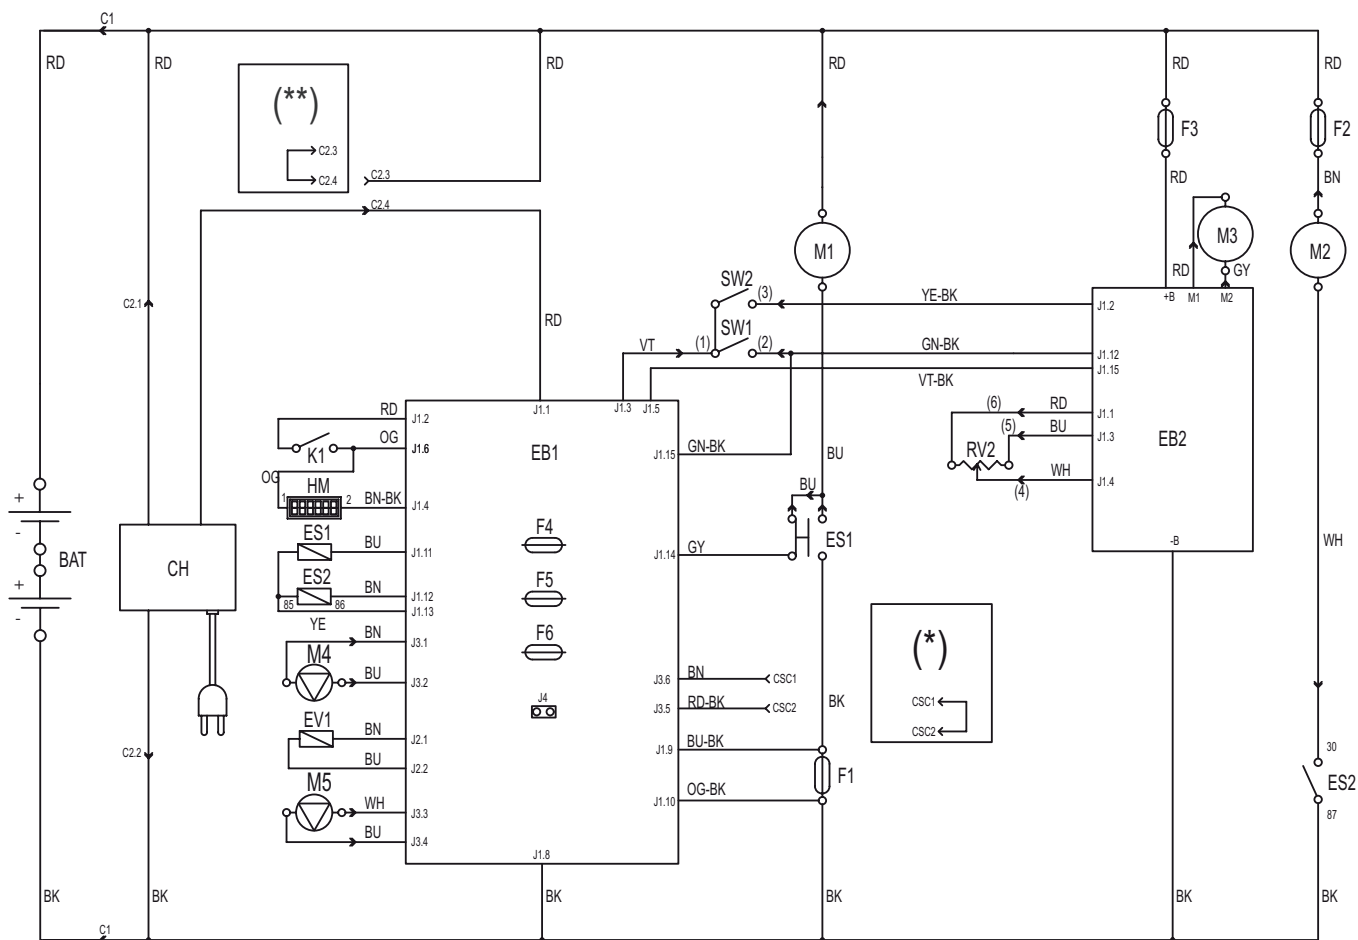 C1
RD RD RD RD RD RD
(**)
C2.3
C2.4
C2.3
C2.4
F3 F2
RD BN
M1 M3 M2
RD GY
+B M1 M2
C2.1
SW2 (3) YE-BK J1.2
SW1
VT (1) (2) GN-BK J1.12
J1.15
VT-BK
RD
J1.1 J1.3 J1.5
RD J1.2
OG J1.6
K1
EB1
GN-BK J1.15
BU
(6) RD J1.1
(5) BU J1.3
RV2 EB2
WH J1.4
(4)
OG
HM
1 2 BN-BK J1.4
BU
ES1 BU J1.11
ES2 BN J1.12
85 86 J1.13
YE
F4
F5
F6
J4
GY J1.14
ES1
-B
WH
+
-
BAT
+
-
CH
BN J3.1
M4
BU J3.2
EV1 BN J2.1
BU J2.2
M5
WH J3.3
BU J3.4
C2.2
J3.6 BN CSC1
J3.5 RD-BK CSC2
BK
J1.9 BU-BK
F1
J1.10 OG-BK
(*)
CSC1
CSC2
30
ES2
87
J1.8
BK BK BK BK BK BK
C1